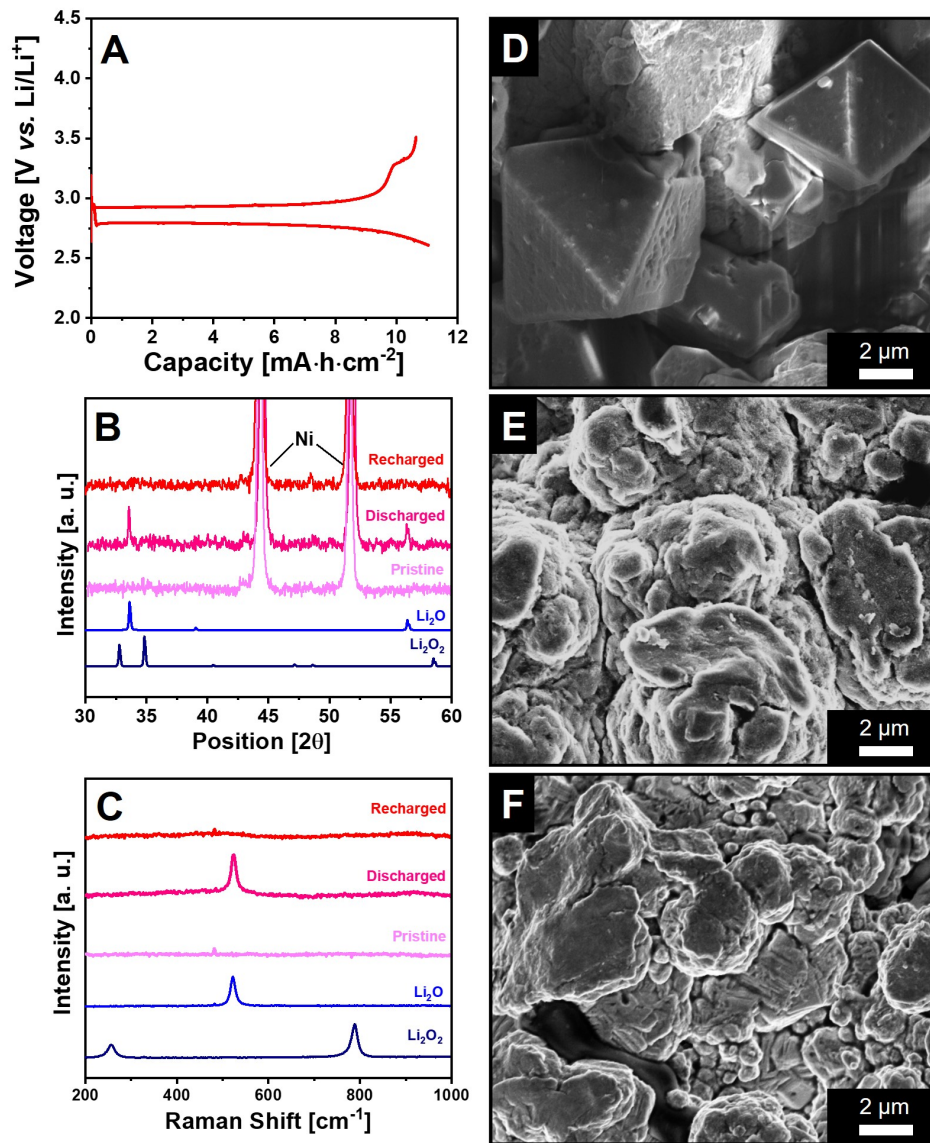 A
Voltage [V vs. Li/Li⁺]
4.5
4.0
3.5
3.0
2.5
2.0
0 2 4 6 8 10 12
Capacity [mA·h·cm⁻²]
B
Ni
Recharged
Discharged
Pristine
Li₂O
Li₂O₂
Intensity [a. u.]
30 35 40 45 50 55 60
Position [2θ]
C
Recharged
Discharged
Pristine
Li₂O
Li₂O₂
Intensity [a. u.]
200 400 600 800 1000
Raman Shift [cm⁻¹]
D
2 µm
E
2 µm
F
2 µm